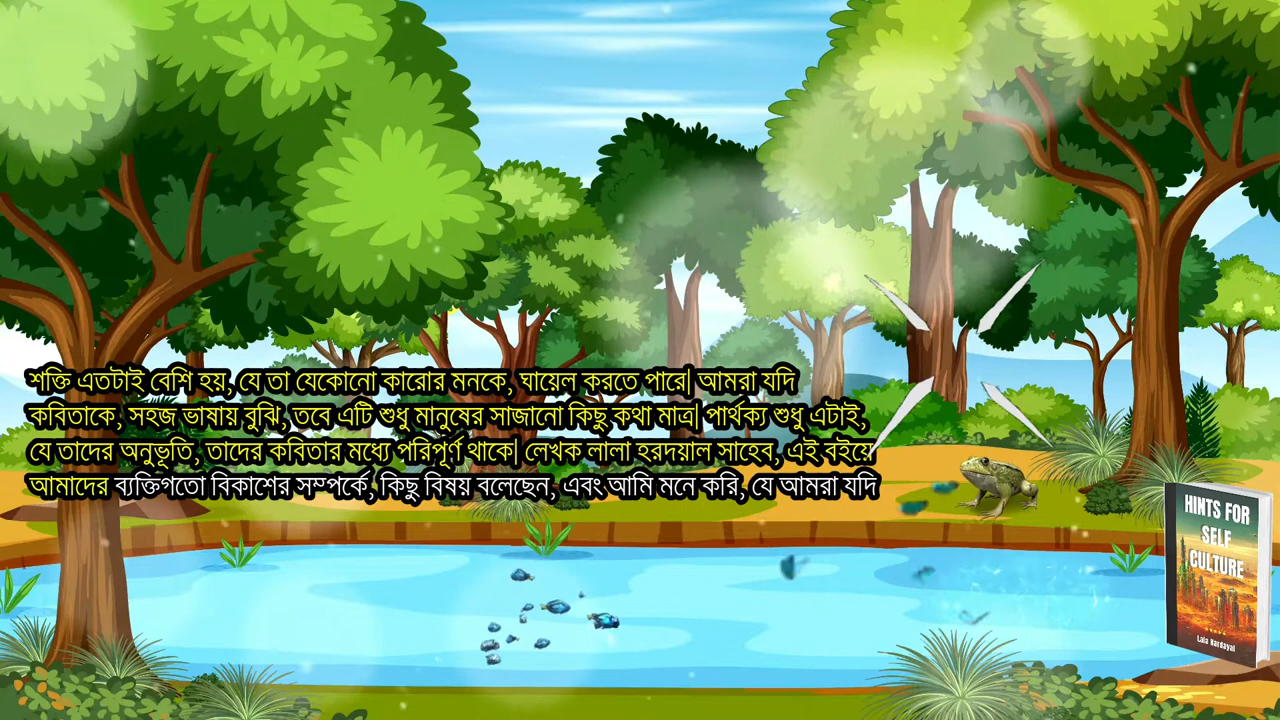 শক্তি এতটাই বেশি হয়, যে তা যেকোনো কারোর মনকে, ঘায়েল করতে পারে| আমরা যদি
কবিতাকে, সহজ ভাষায় বুঝি, তবে এটি শুধু মানুষের সাজানো কিছু কথা মাত্র| পার্থক্য শুধু এটাই,
যে তাদের অনুভূতি, তাদের কবিতার মধ্যে পরিপূর্ণ থাকে| লেখক লালা হরদয়াল সাহেব, এই বইয়ে
আমাদের ব্যক্তিগতো বিকাশের সম্পর্কে, কিছু বিষয় বলেছেন, এবং আমি মনে করি, যে আমরা যদি
HINTS FOR
SELF
CULTURE
Lala Hardayal